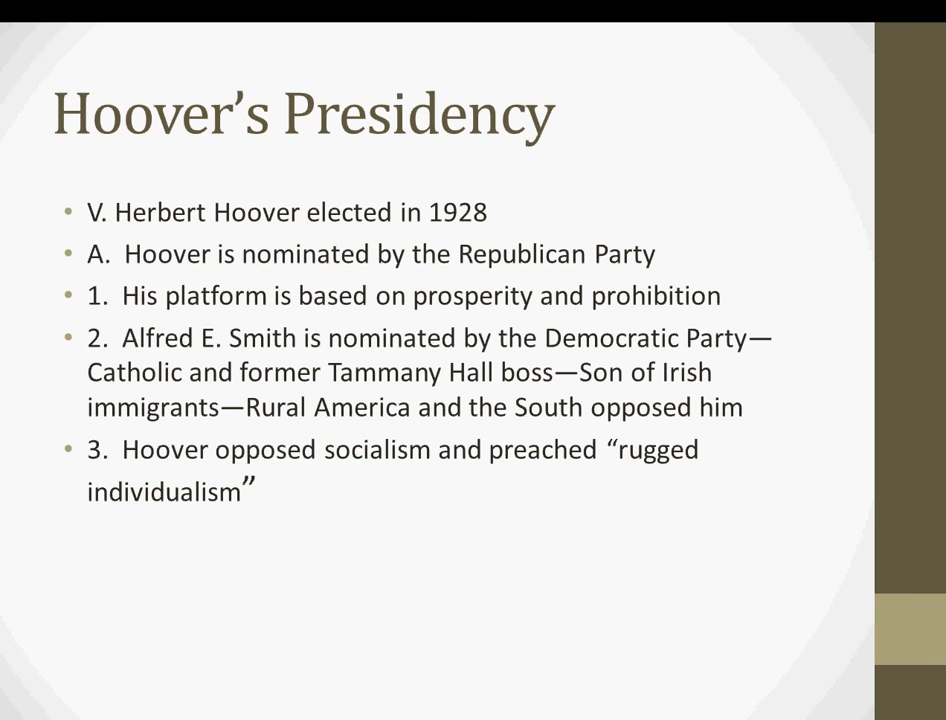 Hoover’s Presidency
• V. Herbert Hoover elected in 1928
• A.  Hoover is nominated by the Republican Party
• 1.  His platform is based on prosperity and prohibition
• 2.  Alfred E. Smith is nominated by the Democratic Party—
Catholic and former Tammany Hall boss—Son of Irish
immigrants—Rural America and the South opposed him
• 3.  Hoover opposed socialism and preached “rugged
individualism”